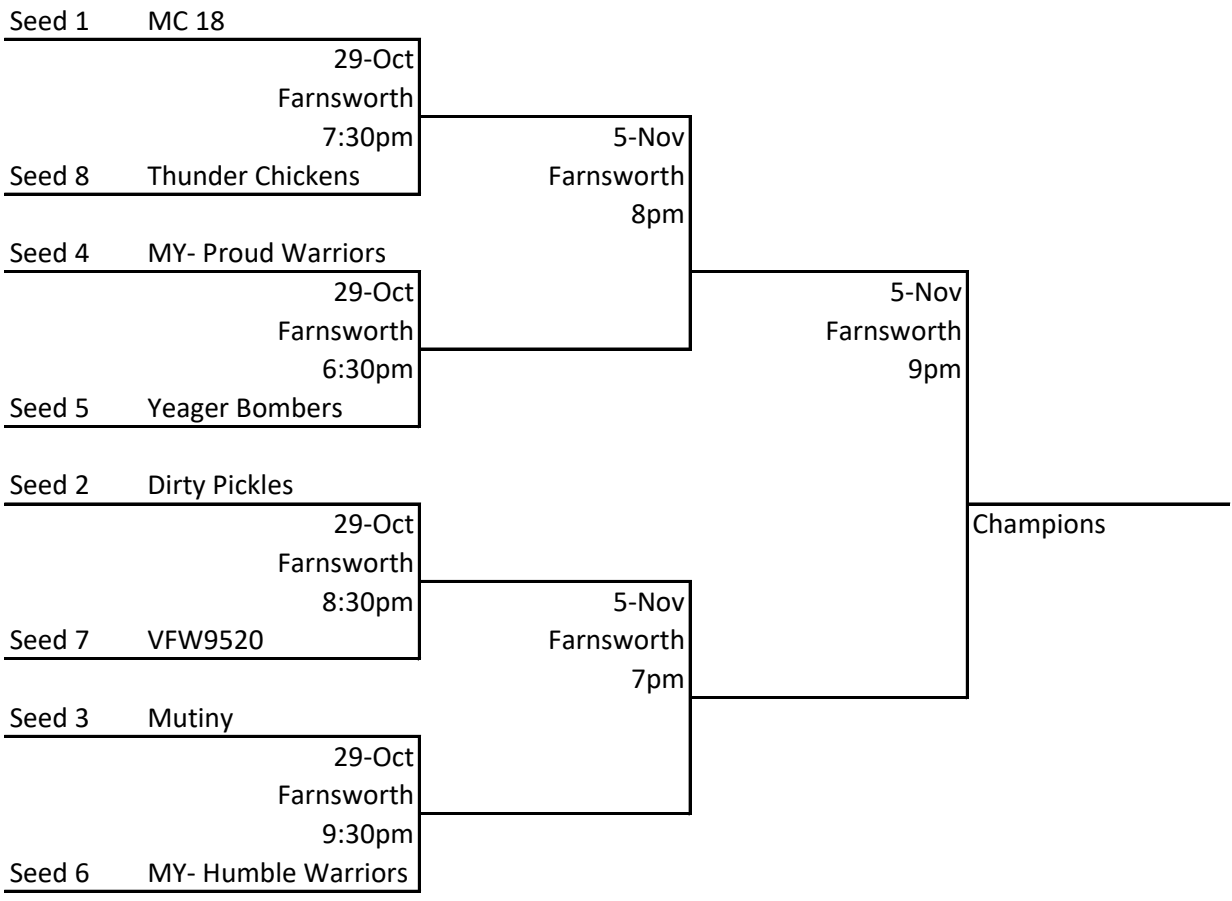 Seed 1 MC 18
29-Oct
Farnsworth
7:30pm
5-Nov
Seed 8 Thunder Chickens
Farnsworth
8pm
Seed 4 MY- Proud Warriors
29-Oct
5-Nov
Farnsworth
Farnsworth
6:30pm
9pm
Seed 5 Yeager Bombers
Seed 2 Dirty Pickles
29-Oct
Champions
Farnsworth
8:30pm
5-Nov
Seed 7 VFW9520
Farnsworth
7pm
Seed 3 Mutiny
29-Oct
Farnsworth
9:30pm
Seed 6 MY- Humble Warriors